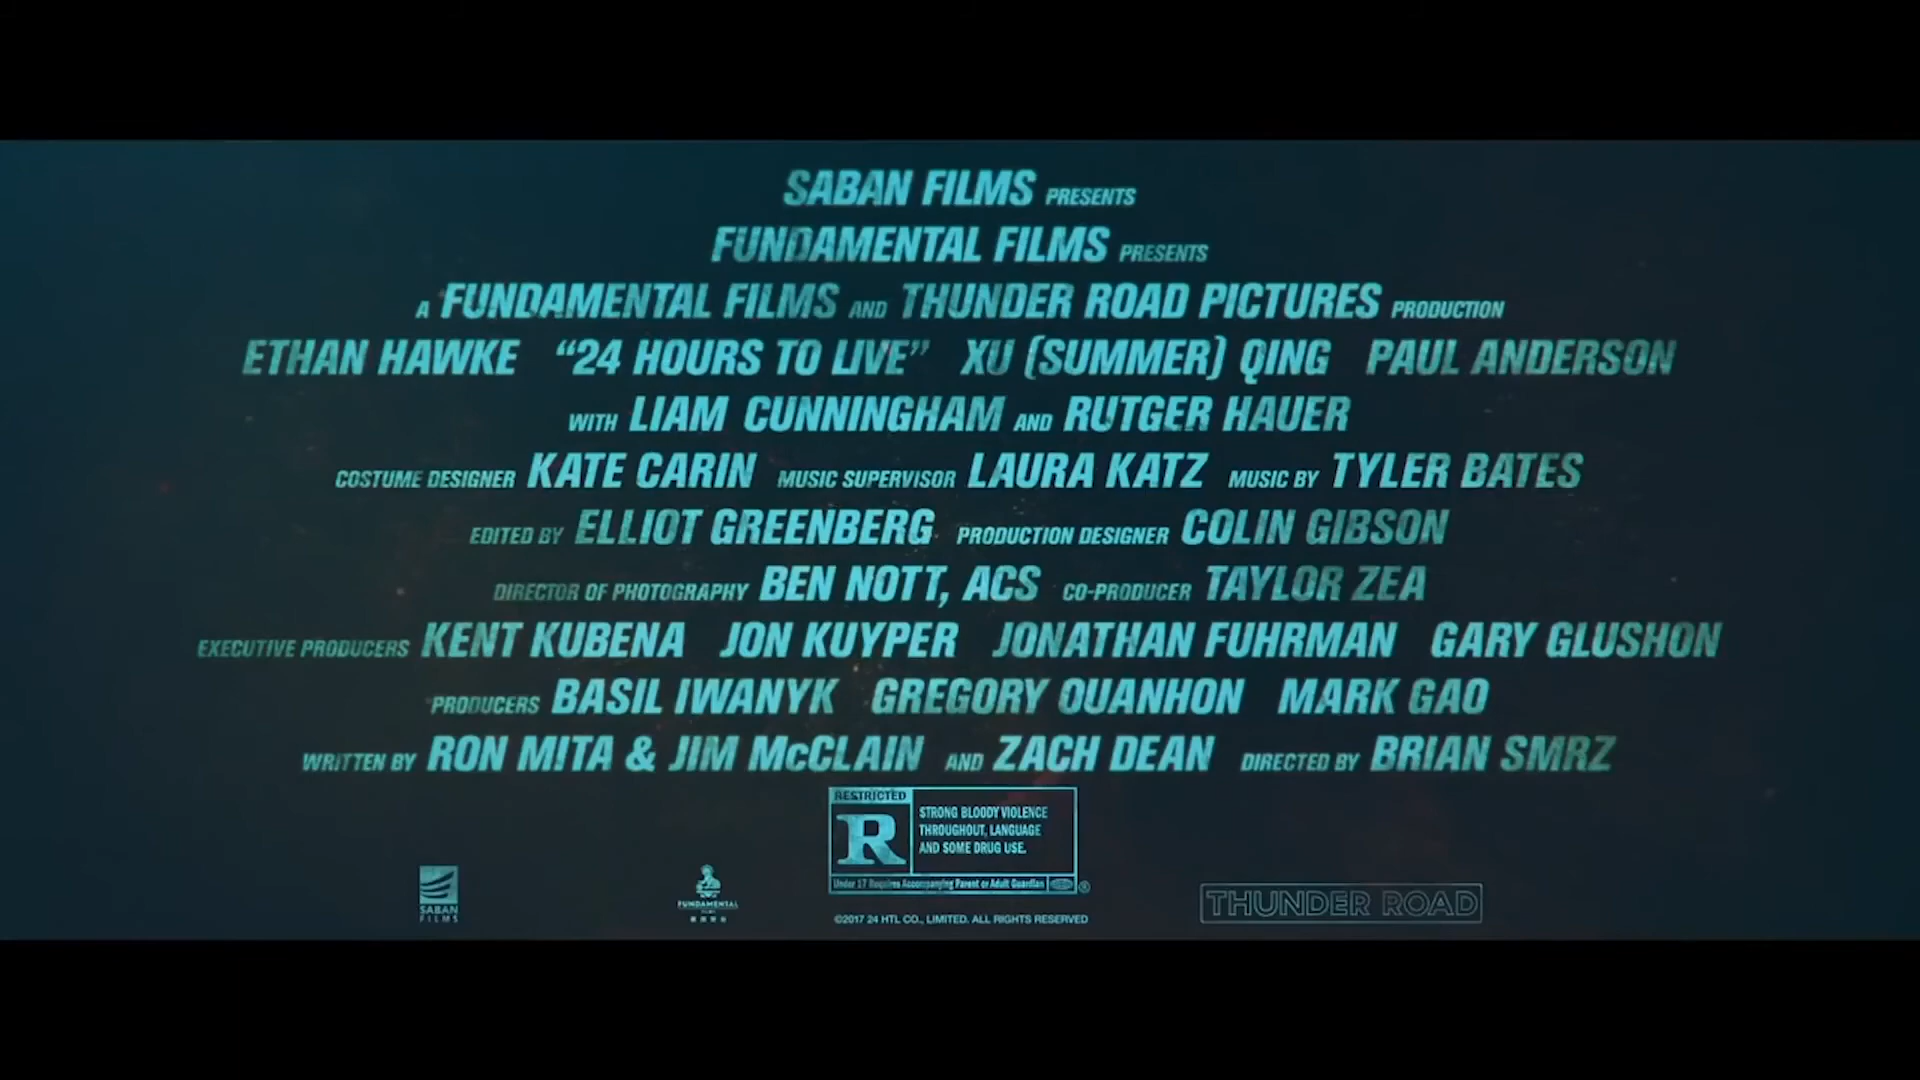 SABAN FILMS PRESENTS
FUNDAMENTAL FILMS PRESENTS
A FUNDAMENTAL FILMS AND THUNDER ROAD PICTURES PRODUCTION
ETHAN HAWKE “24 HOURS TO LIVE” XU (SUMMER) QING PAUL ANDERSON
WITH LIAM CUNNINGHAM AND RUTGER HAUER
COSTUME DESIGNER KATE CARIN MUSIC SUPERVISOR LAURA KATZ MUSIC BY TYLER BATES
EDITED BY ELLIOT GREENBERG PRODUCTION DESIGNER COLIN GIBSON
DIRECTOR OF PHOTOGRAPHY BEN NOTT, ACS CO-PRODUCER TAYLOR ZEA
EXECUTIVE PRODUCERS KENT KUBENA JON KUYPER JONATHAN FUHRMAN GARY GLUSHON
PRODUCERS BASIL IWANYK GREGORY OUANHON MARK GAO
WRITTEN BY RON MITA & JIM McCLAIN AND ZACH DEAN DIRECTED BY BRIAN SMRZ
RESTRICTED
R
STRONG BLOODY VIOLENCE
THROUGHOUT, LANGUAGE
AND SOME DRUG USE.
Under 17 Requires Accompanying Parent or Adult Guardian
®
SABAN
FILMS
FUNDAMENTAL
FILMS
©2017 24 HTL CO., LIMITED. ALL RIGHTS RESERVED
THUNDER ROAD